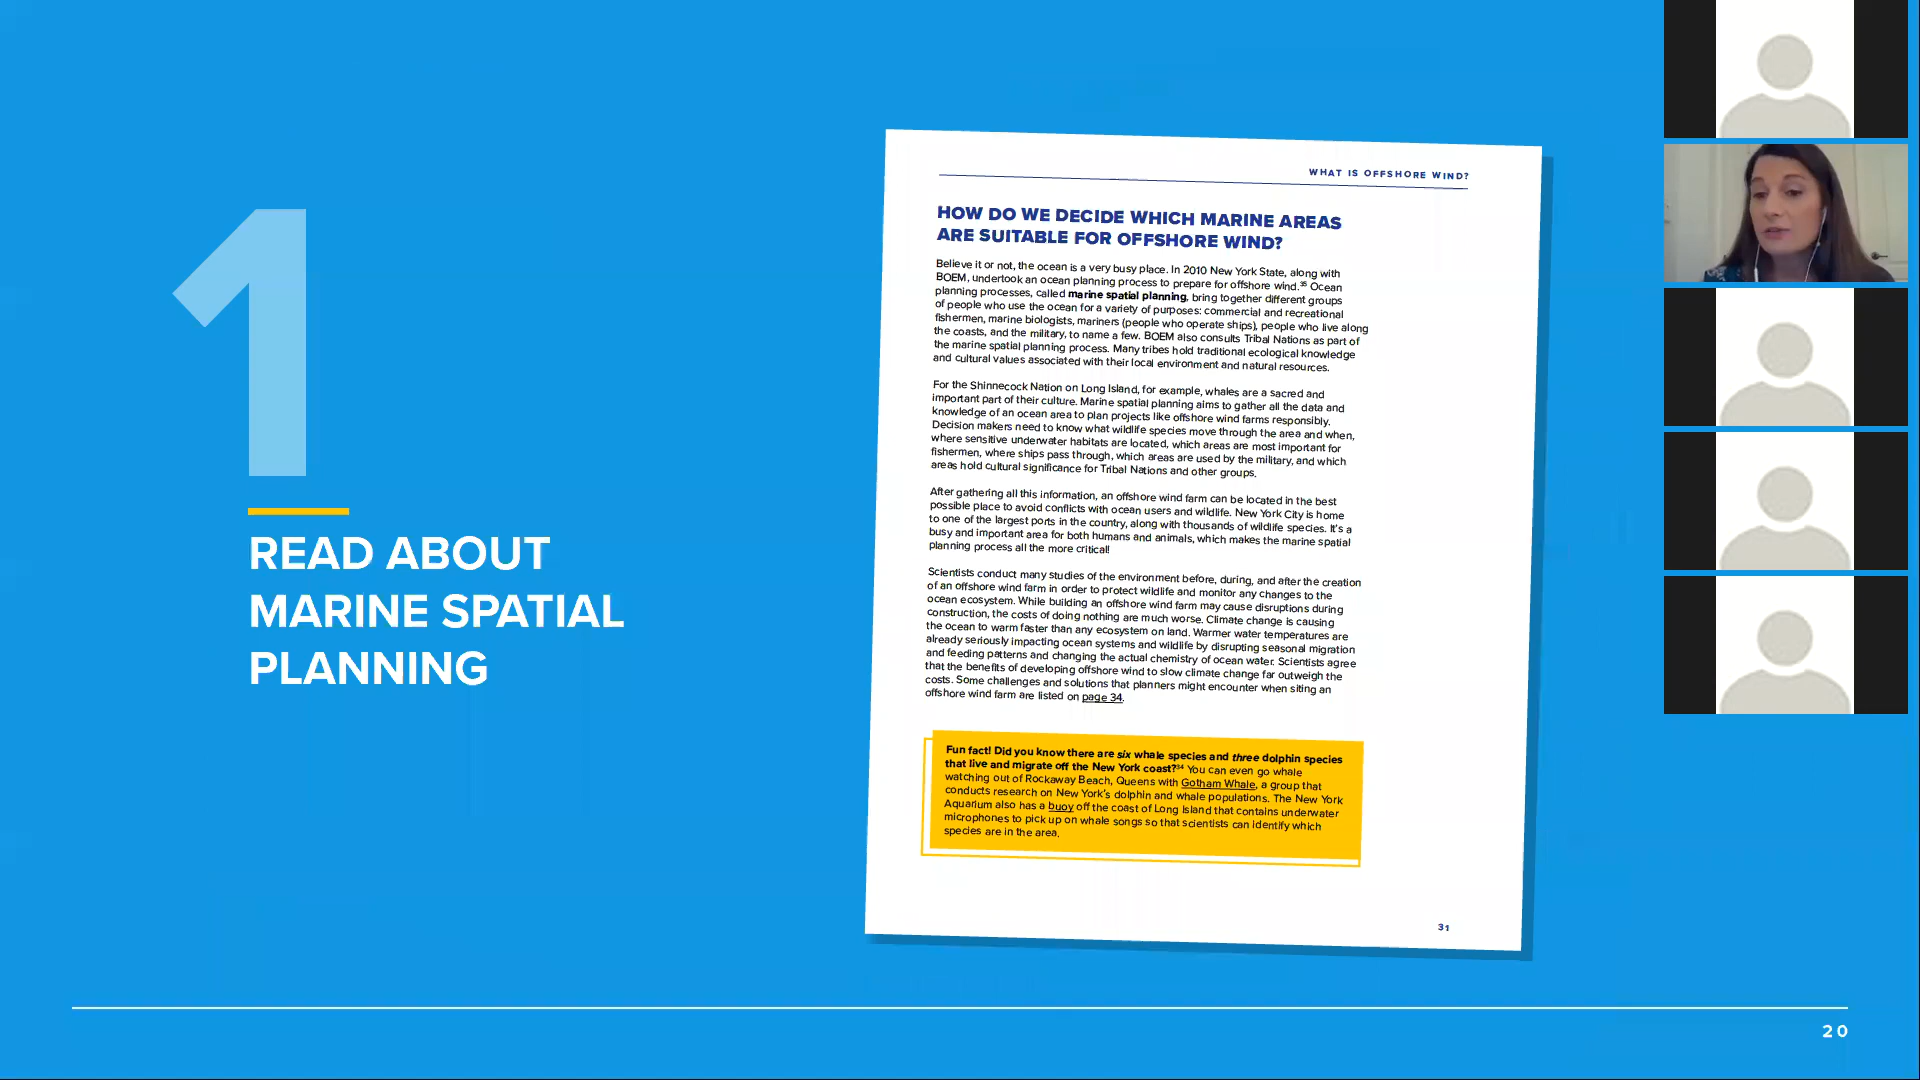 1
READ ABOUT
MARINE SPATIAL
PLANNING
WHAT IS OFFSHORE WIND?
HOW DO WE DECIDE WHICH MARINE AREAS
ARE SUITABLE FOR OFFSHORE WIND?
Believe it or not, the ocean is a very busy place. In 2010 New York State, along with
BOEM, undertook an ocean planning process to prepare for offshore wind.³⁵ Ocean
planning processes, called marine spatial planning, bring together different groups
of people who use the ocean for a variety of purposes: commercial and recreational
fishermen, marine biologists, mariners (people who operate ships), people who live along
the coasts, and the military, to name a few. BOEM also consults Tribal Nations as part of
the marine spatial planning process. Many tribes hold traditional ecological knowledge
and cultural values associated with their local environment and natural resources.
For the Shinnecock Nation on Long Island, for example, whales are a sacred and
important part of their culture. Marine spatial planning aims to gather all the data and
knowledge of an ocean area to plan projects like offshore wind farms responsibly.
Decision makers need to know what wildlife species move through the area and when,
where sensitive underwater habitats are located, which areas are most important for
fishermen, where ships pass through, which areas are used by the military, and which
areas hold cultural significance for Tribal Nations and other groups.
After gathering all this information, an offshore wind farm can be located in the best
possible place to avoid conflicts with ocean users and wildlife. New York City is home
to one of the largest ports in the country, along with thousands of wildlife species. It's a
busy and important area for both humans and animals, which makes the marine spatial
planning process all the more critical!
Scientists conduct many studies of the environment before, during, and after the creation
of an offshore wind farm in order to protect wildlife and monitor any changes to the
ocean ecosystem. While building an offshore wind farm may cause disruptions during
construction, the costs of doing nothing are much worse. Climate change is causing
the ocean to warm faster than any ecosystem on land. Warmer water temperatures are
already seriously impacting ocean systems and wildlife by disrupting seasonal migration
and feeding patterns and changing the actual chemistry of ocean water. Scientists agree
that the benefits of developing offshore wind to slow climate change far outweigh the
costs. Some challenges and solutions that planners might encounter when siting an
offshore wind farm are listed on page 34.
Fun fact! Did you know there are six whale species and three dolphin species
that live and migrate off the New York coast?³⁴ You can even go whale
watching out of Rockaway Beach, Queens with Gotham Whale, a group that
conducts research on New York's dolphin and whale populations. The New York
Aquarium also has a buoy off the coast of Long Island that contains underwater
microphones to pick up on whale songs so that scientists can identify which
species are in the area.
31
20